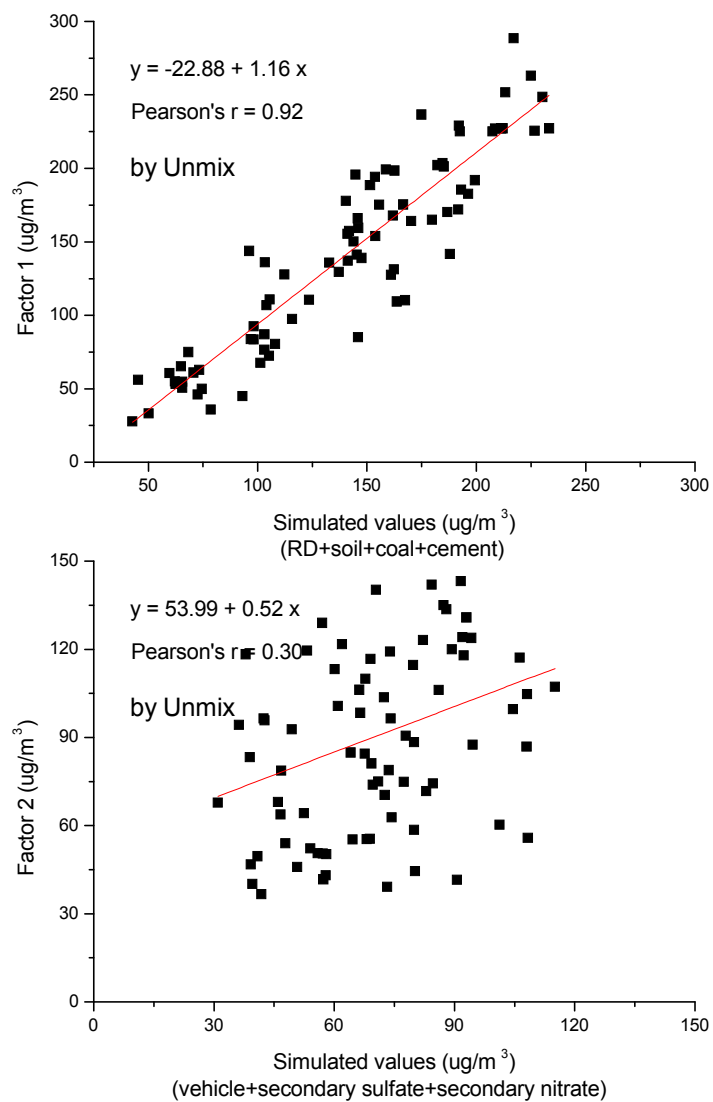 300
250
200
150
100
50
0
y = -22.88 + 1.16 x
Pearson's r = 0.92
by Unmix
Factor 1 (ug/m³)
50 100 150 200 250 300
Simulated values (ug/m³)
(RD+soil+coal+cement)
150
120
90
60
30
0
y = 53.99 + 0.52 x
Pearson's r = 0.30
by Unmix
Factor 2 (ug/m³)
0 30 60 90 120 150
Simulated values (ug/m³)
(vehicle+secondary sulfate+secondary nitrate)